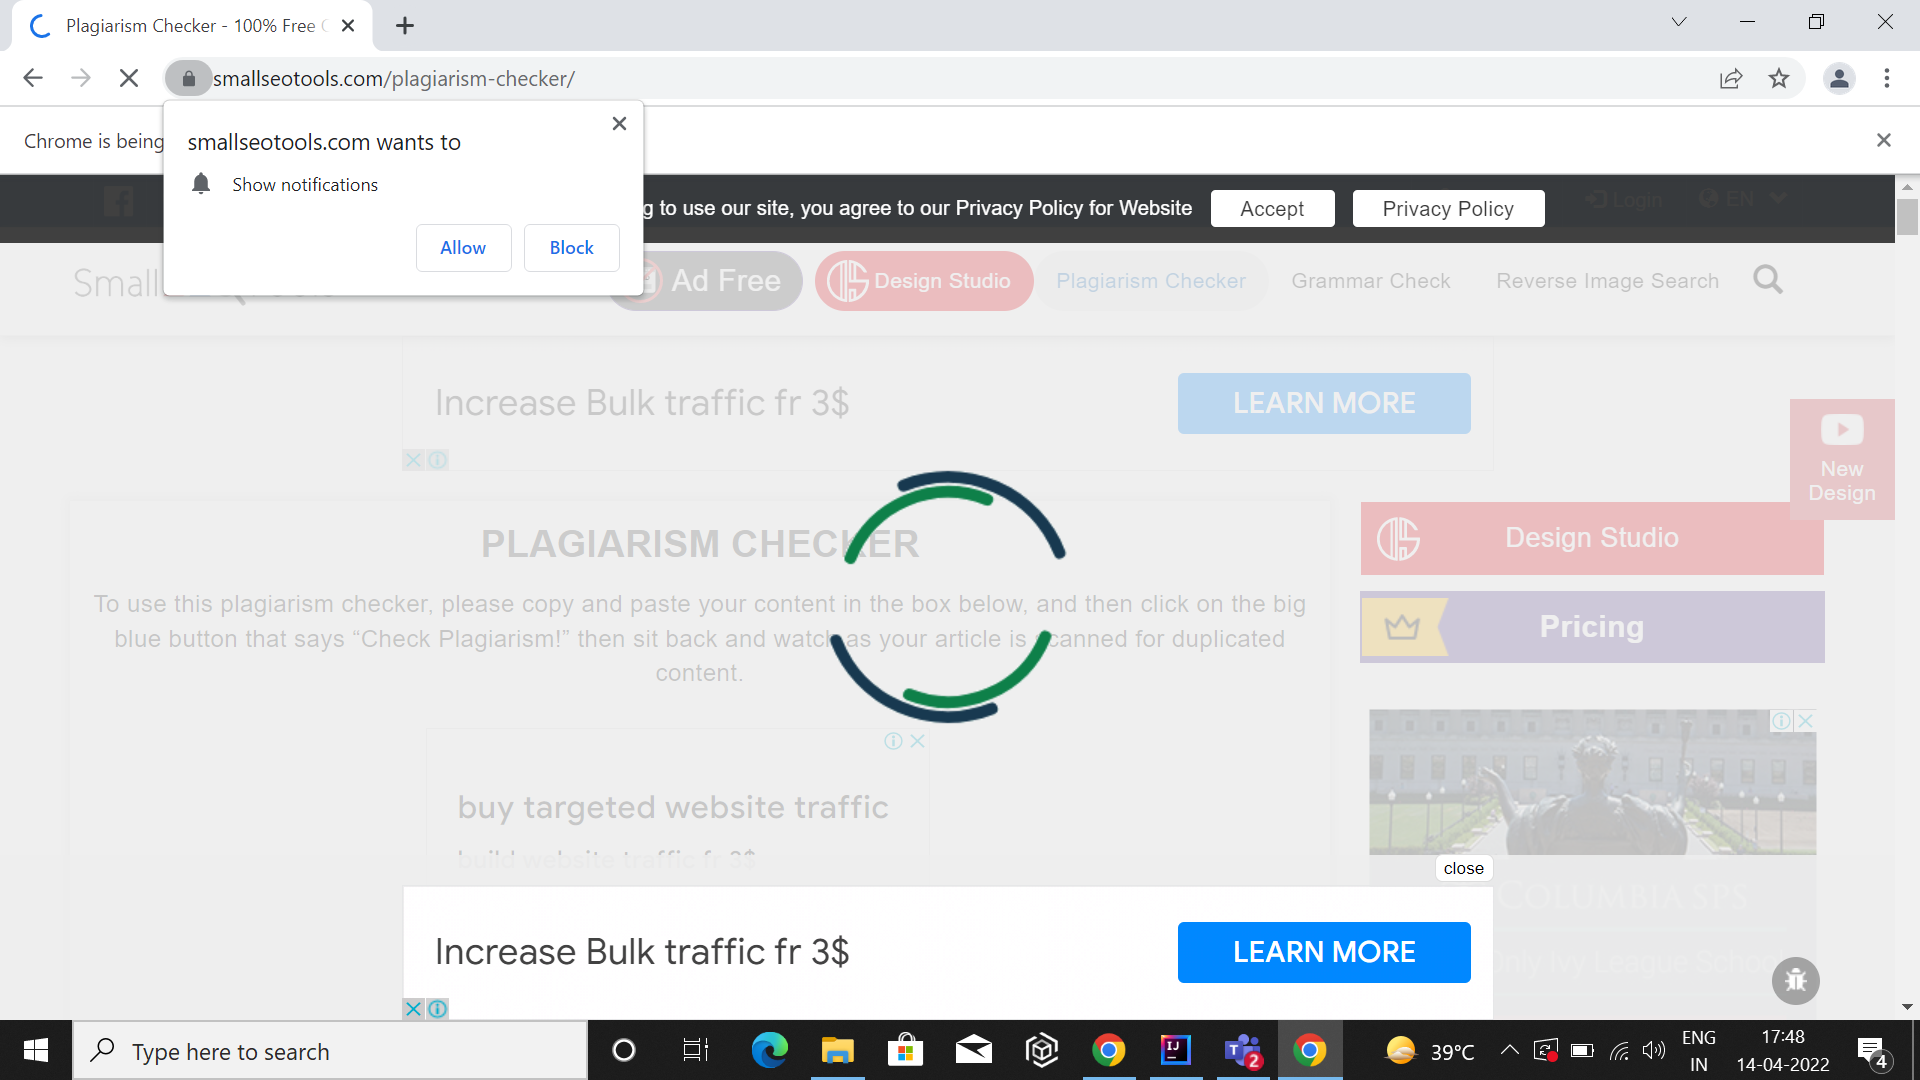 Plagiarism Checker - 100% Free
smallseotools.com/plagiarism-checker/
Chrome is being
smallseotools.com wants to
Show notifications
Allow
Block
g to use our site, you agree to our Privacy Policy for Website
Accept
Privacy Policy
Login
EN
Small
Ad Free
Design Studio
Plagiarism Checker
Grammar Check
Reverse Image Search
Increase Bulk traffic fr 3$
LEARN MORE
New
Design
PLAGIARISM CHECKER
To use this plagiarism checker, please copy and paste your content in the box below, and then click on the big
blue button that says “Check Plagiarism!” then sit back and watch as your article is scanned for duplicated
content.
Design Studio
Pricing
buy targeted website traffic
build website traffic fr 3$
close
COLUMBIA SPS
Only Ivy League Schoo
Increase Bulk traffic fr 3$
LEARN MORE
Type here to search
IJ
T
2
39°C
ENG
IN
17:48
14-04-2022
4